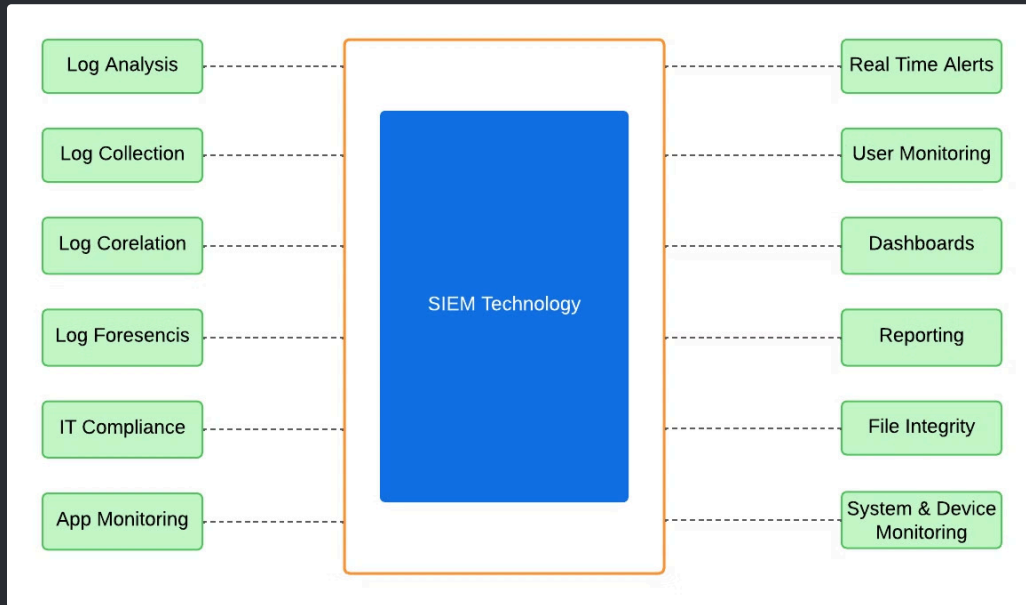 Log Analysis
Log Collection
Log Corelation
Log Foresencis
IT Compliance
App Monitoring
SIEM Technology
Real Time Alerts
User Monitoring
Dashboards
Reporting
File Integrity
System & Device
Monitoring